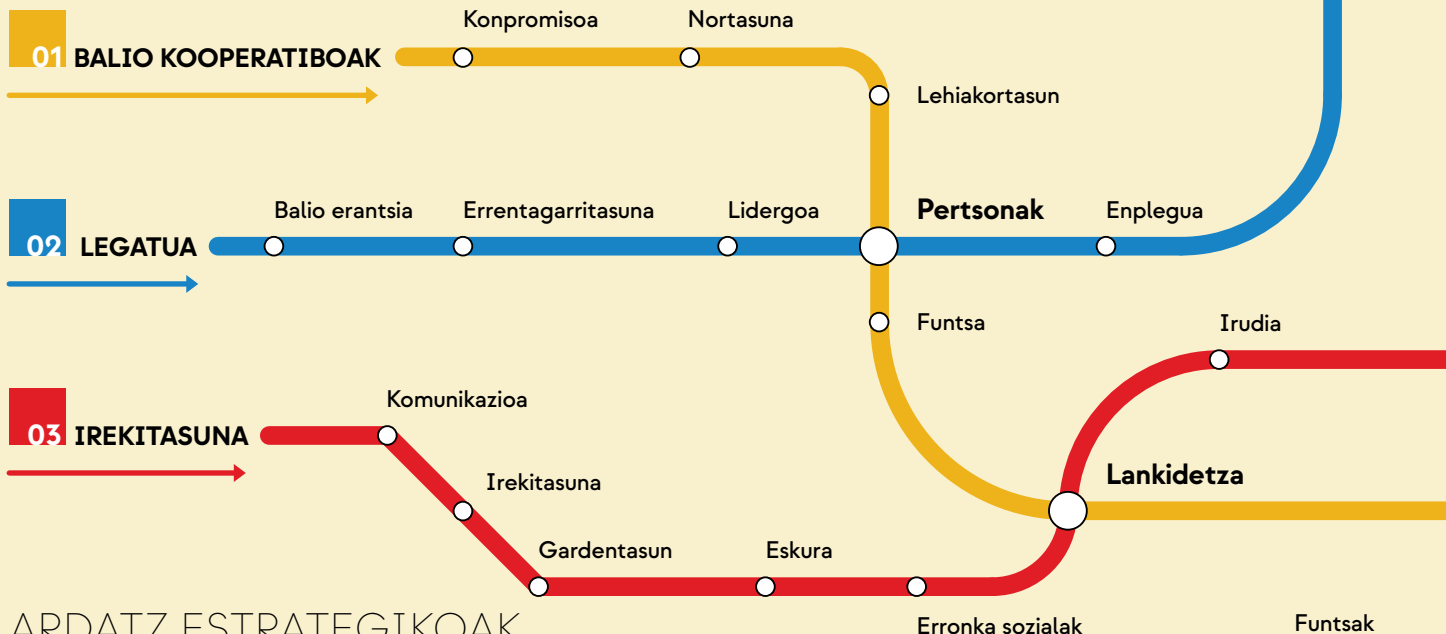 Konpromisoa
Nortasuna
01 BALIO KOOPERATIBOAK
Lehiakortasun
Balio erantsia
Errentagarritasuna
Lidergoa
Pertsonak
Enplegua
02 LEGATUA
Funtsa
Irudia
Komunikazioa
03 IREKITASUNA
Lankidetza
Irekitasuna
Gardentasun
Eskura
ARDATZ ESTRATEGIKOAK
Erronka sozialak
Funtsak